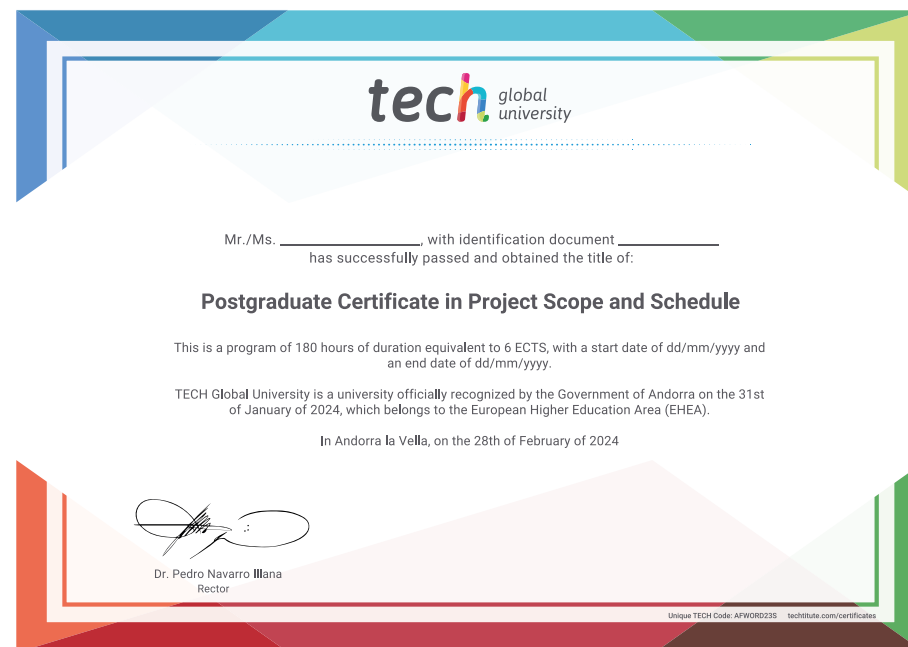 tech global
university
Mr./Ms. ____________, with identification document ____________
has successfully passed and obtained the title of:
Postgraduate Certificate in Project Scope and Schedule
This is a program of 180 hours of duration equivalent to 6 ECTS, with a start date of dd/mm/yyyy and
an end date of dd/mm/yyyy.
TECH Global University is a university officially recognized by the Government of Andorra on the 31st
of January of 2024, which belongs to the European Higher Education Area (EHEA).
In Andorra la Vella, on the 28th of February of 2024
Dr. Pedro Navarro Illana
Rector
Unique TECH Code: AFWORD23S techtitute.com/certificates